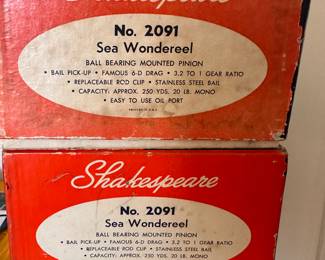 Shakespeare
No. 2091
Sea Wondereel
BALL BEARING MOUNTED PINION
• BAIL PICK-UP • FAMOUS 6-D DRAG • 3.2 TO 1 GEAR RATIO
• REPLACEABLE ROD CLIP • STAINLESS STEEL BAIL
• CAPACITY: APPROX. 250 YDS. 20 LB. MONO
• EASY TO USE OIL PORT
PRINTED IN U.S.A.
Shakespeare
No. 2091
Sea Wondereel
BALL BEARING MOUNTED PINION
• BAIL PICK-UP • FAMOUS 6-D DRAG • 3.2 TO 1 GEAR RATIO
• REPLACEABLE ROD CLIP • STAINLESS STEEL BAIL
• CAPACITY: APPROX. 250 YDS. 20 LB. MONO